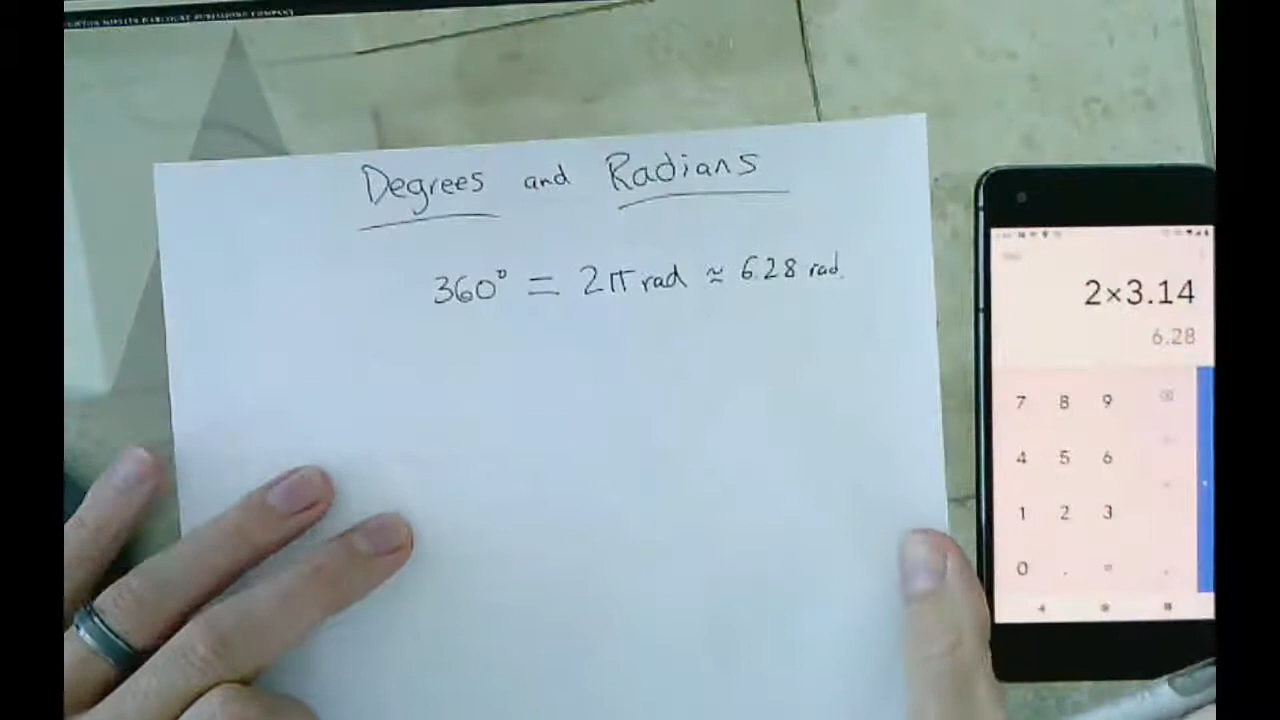 Degrees and Radians
360° = 2π rad ≈ 6.28 rad.
2×3.14
6.28
7 8 9
4 5 6
1 2 3
0 . =